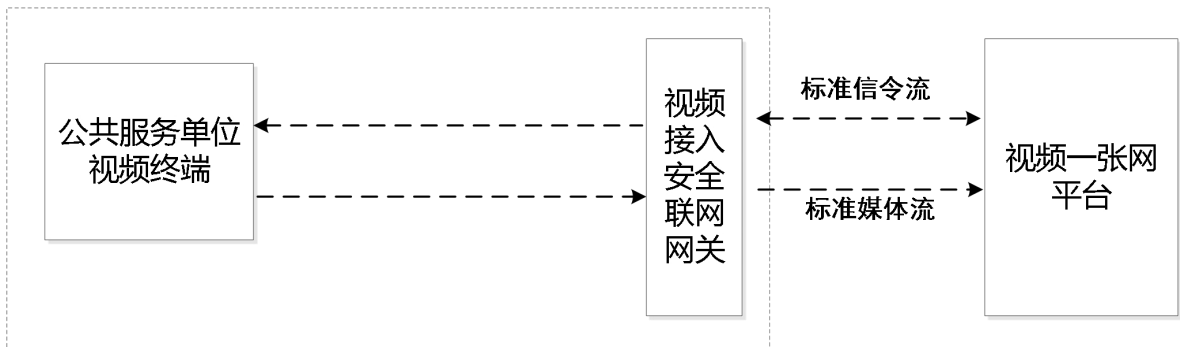 公共服务单位
视频终端
视频
接入
安全
联网
网关
标准信令流
标准媒体流
视频一张网
平台